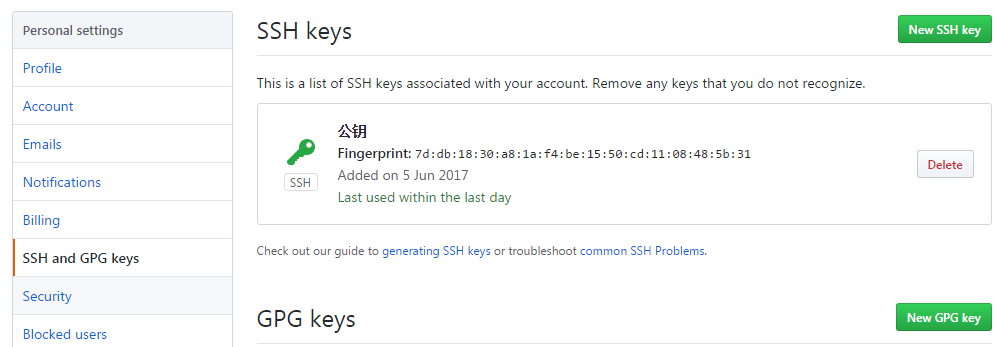 Personal settings
Profile
Account
Emails
Notifications
Billing
SSH and GPG keys
Security
Blocked users
SSH keys
New SSH key
This is a list of SSH keys associated with your account. Remove any keys that you do not recognize.
公钥
Fingerprint: 7d:db:18:30:a8:1a:f4:be:15:50:cd:11:08:48:5b:31
SSH
Added on 5 Jun 2017
Last used within the last day
Delete
Check out our guide to generating SSH keys or troubleshoot common SSH Problems.
GPG keys
New GPG key